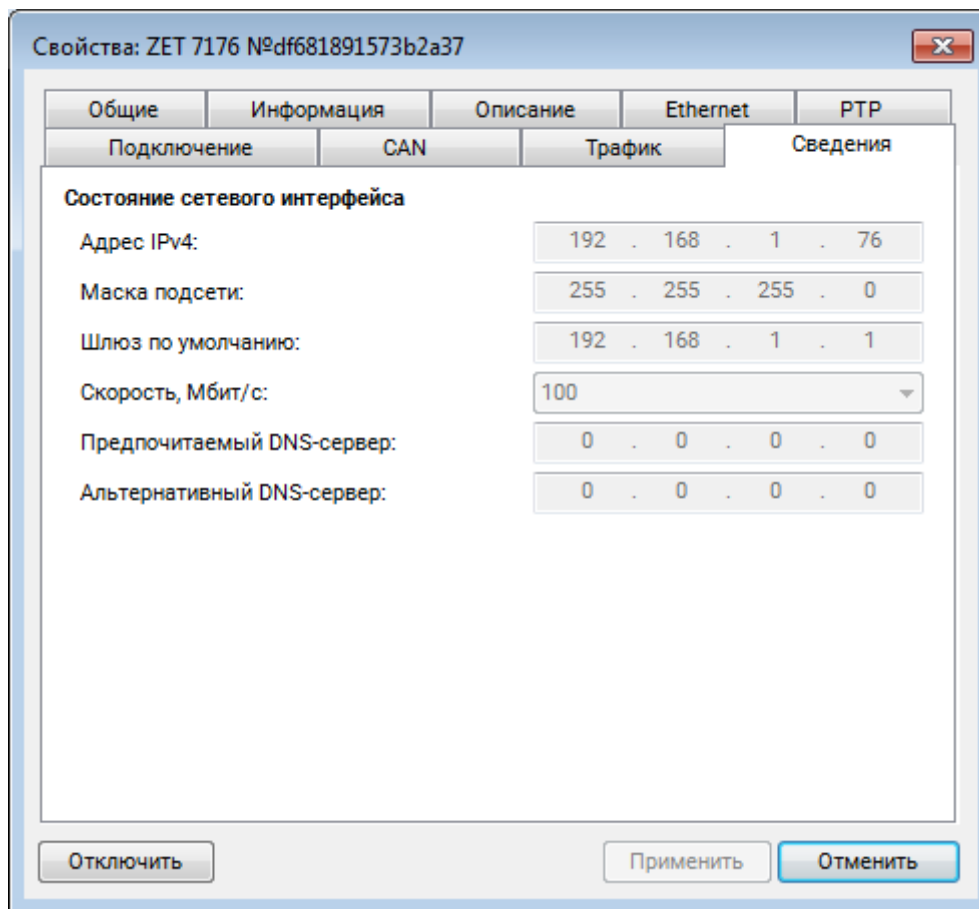 Свойства: ZET 7176 №df681891573b2a37
Общие Информация Описание Ethernet PTP
Подключение CAN Трафик Сведения
Состояние сетевого интерфейса
Адрес IPv4: 192 . 168 . 1 . 76
Маска подсети: 255 . 255 . 255 . 0
Шлюз по умолчанию: 192 . 168 . 1 . 1
Скорость, Мбит/с: 100
Предпочитаемый DNS-сервер: 0 . 0 . 0 . 0
Альтернативный DNS-сервер: 0 . 0 . 0 . 0
Отключить Применить Отменить